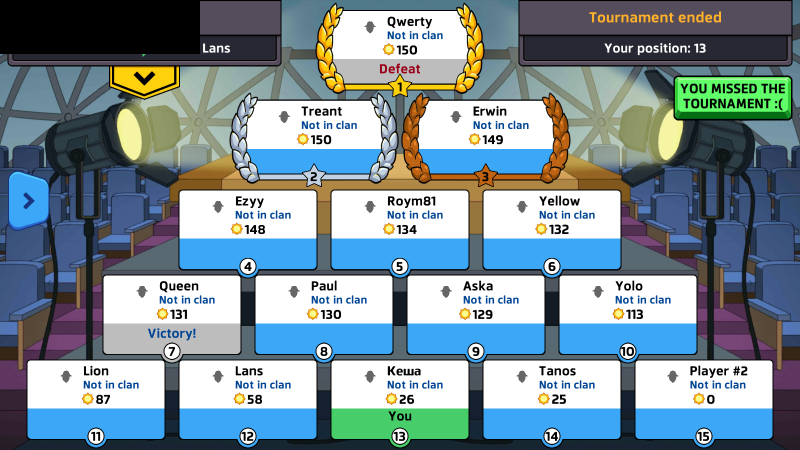 Lans
Tournament ended
Your position: 13
YOU MISSED THE
TOURNAMENT :(
Qwerty
Not in clan
150
Defeat
1
Treant
Not in clan
150
2
Erwin
Not in clan
149
3
Ezyy
Not in clan
148
4
Roym81
Not in clan
134
5
Yellow
Not in clan
132
6
Queen
Not in clan
131
Victory!
7
Paul
Not in clan
130
8
Aska
Not in clan
129
9
Yolo
Not in clan
113
10
Lion
Not in clan
87
11
Lans
Not in clan
58
12
Кеша
Not in clan
26
You
13
Tanos
Not in clan
25
14
Player #2
Not in clan
0
15